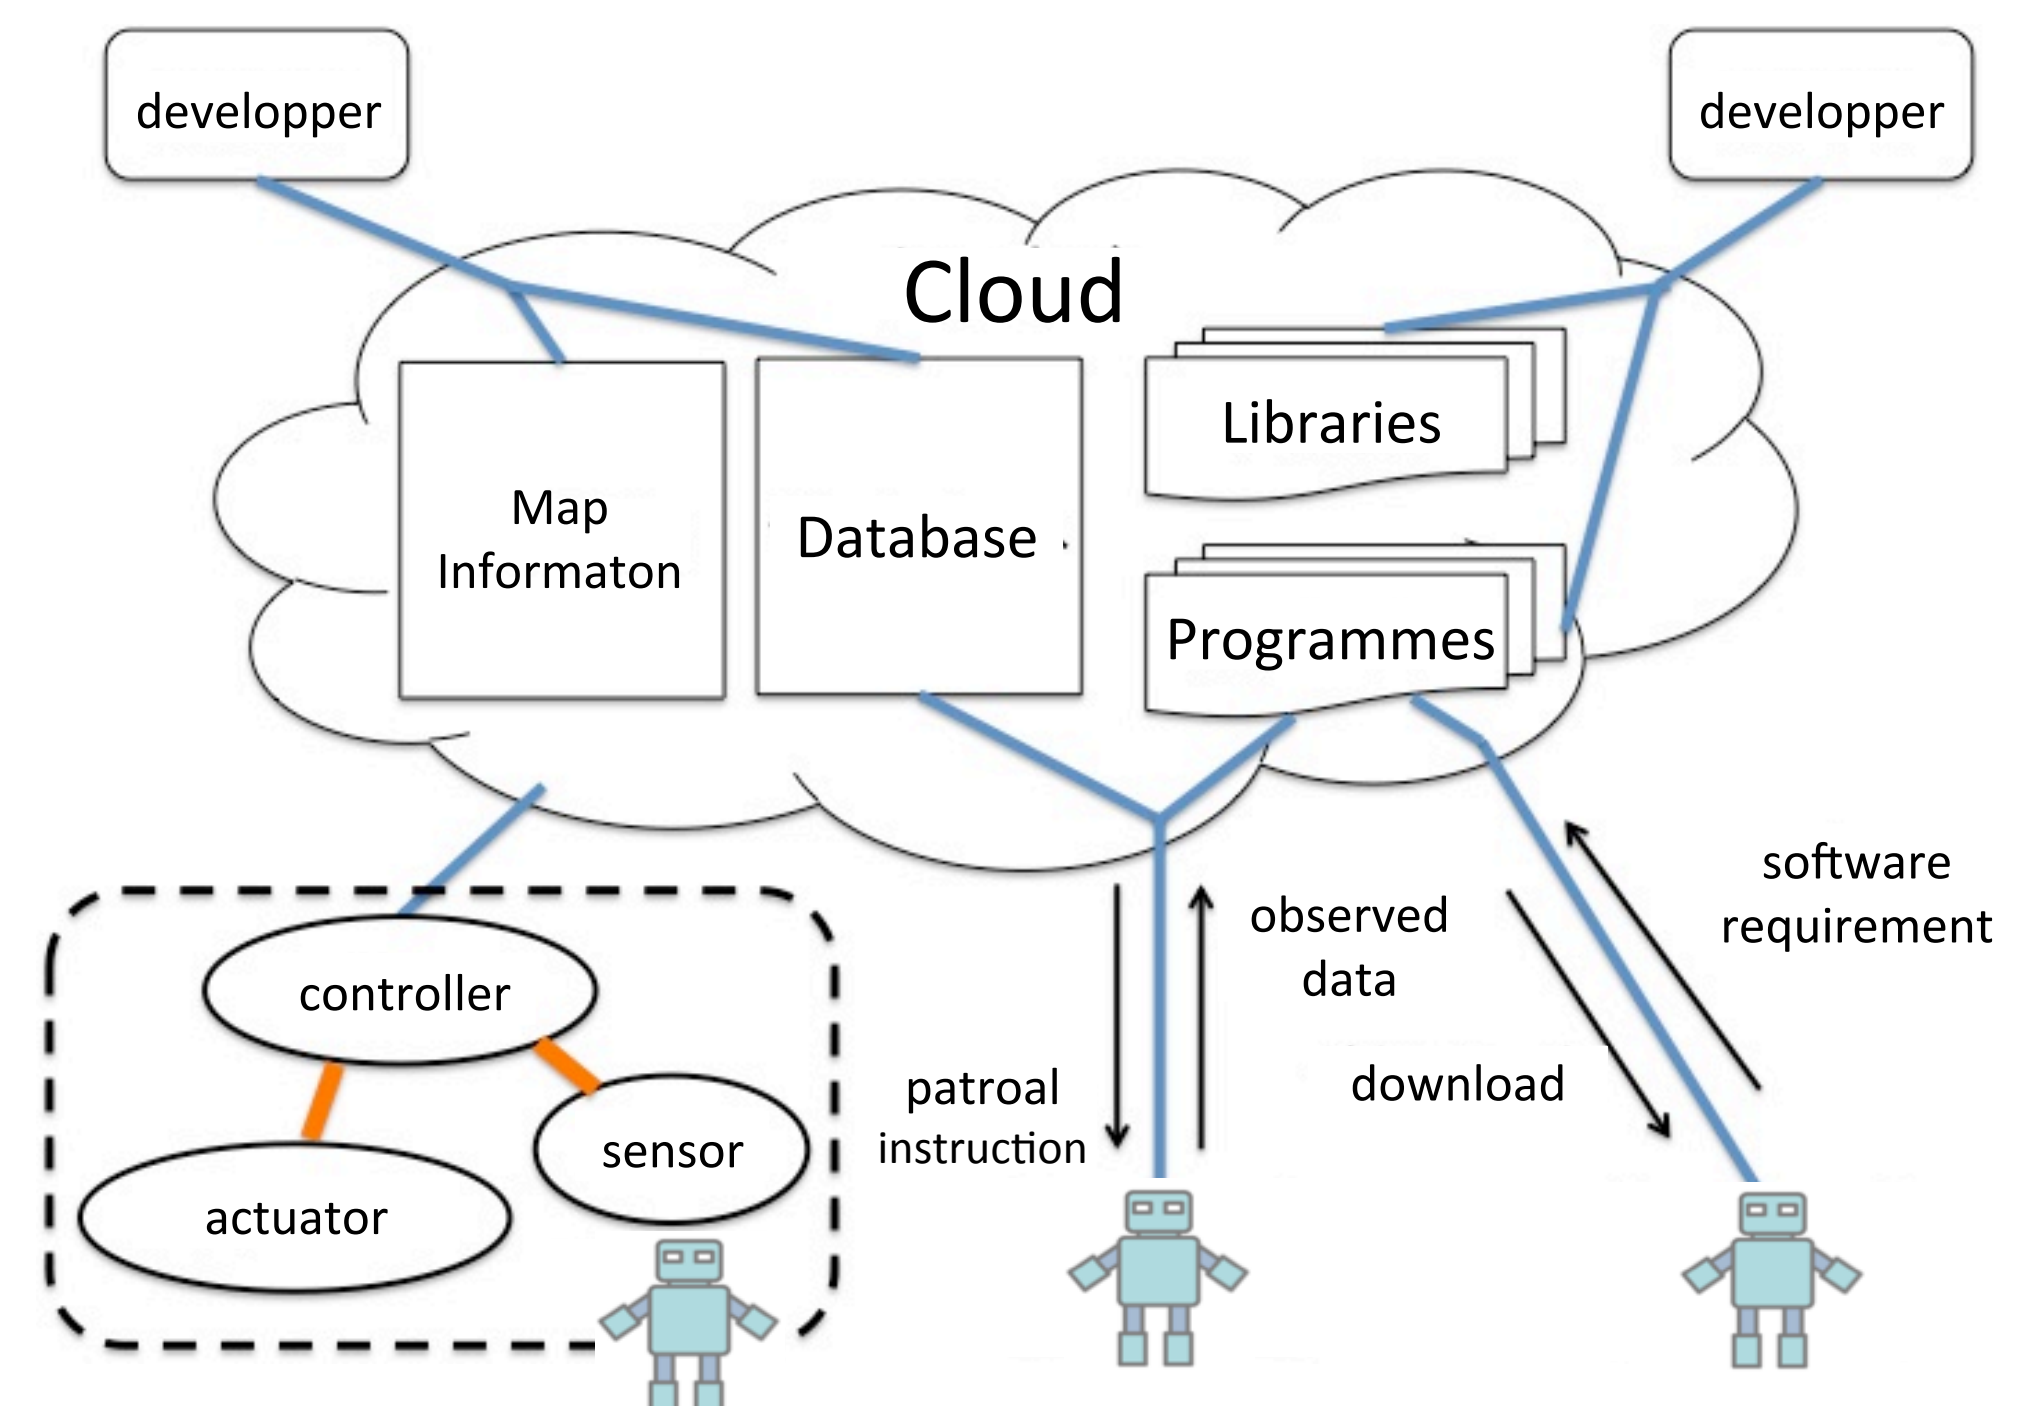 developper
developper
Cloud
Libraries
Map
Informaton
Database
Programmes
controller
sensor
actuator
patroal
instruction
observed
data
download
software
requirement